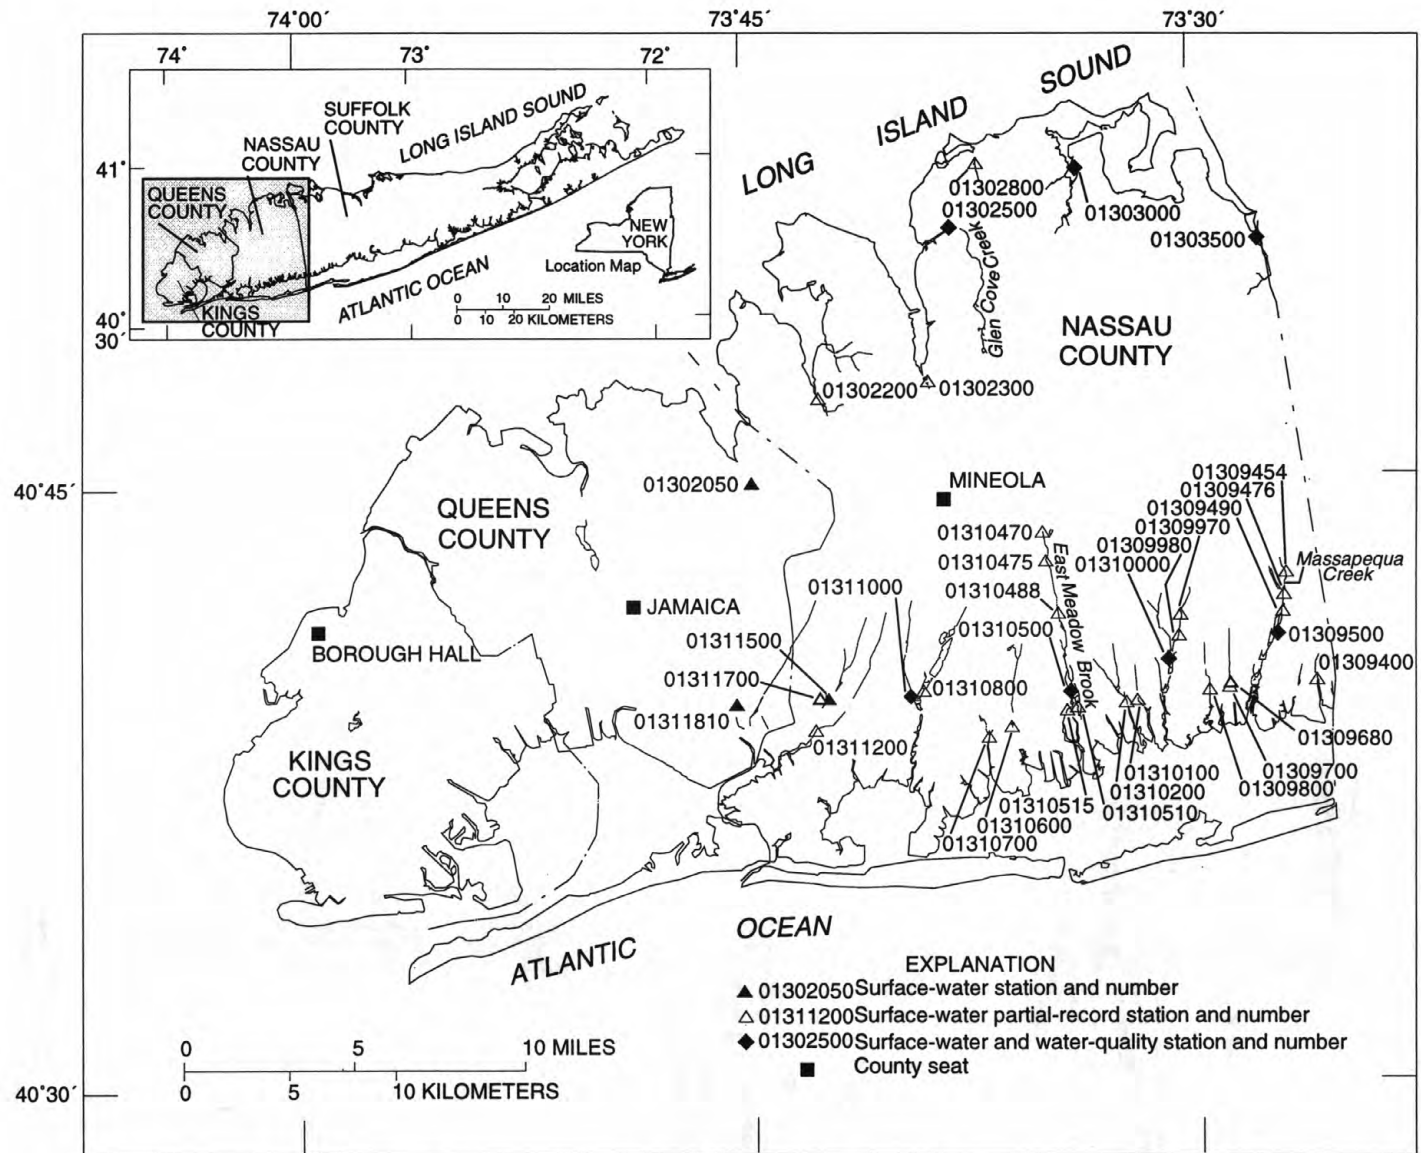 74°00′
73°45′
73°30′
74°
73°
72°
SUFFOLK
COUNTY
NASSAU
COUNTY
LONG ISLAND SOUND
41°
QUEENS
COUNTY
NEW
YORK
Location Map
ATLANTIC OCEAN
0 10 20 MILES
0 10 20 KILOMETERS
KINGS
COUNTY
40°
30′
LONG ISLAND SOUND
01302800
01302500
01303000
01303500
Glen Cove Creek
NASSAU
COUNTY
01302200
01302300
40°45′
01302050
MINEOLA
QUEENS
COUNTY
01309454
01309476
01309490
01309970
01309980
01310000
01310470
01310475
01310488
01310500
East Meadow Brook
Massapequa
Creek
01311000
JAMAICA
01311500
BOROUGH HALL
01311700
01311810
01310800
01311200
01309500
01309400
01309680
01309700
01309800
01310100
01310200
01310510
01310515
01310600
01310700
KINGS
COUNTY
ATLANTIC
OCEAN
EXPLANATION
01302050 Surface-water station and number
01311200 Surface-water partial-record station and number
01302500 Surface-water and water-quality station and number
County seat
0 5 10 MILES
0 5 10 KILOMETERS
40°30′